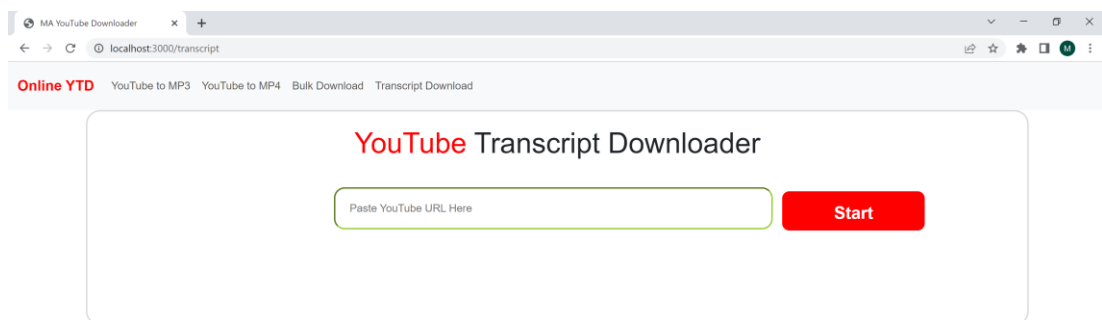 MA YouTube Downloader
localhost:3000/transcript
M
Online YTD YouTube to MP3 YouTube to MP4 Bulk Download Transcript Download
YouTube Transcript Downloader
Paste YouTube URL Here Start